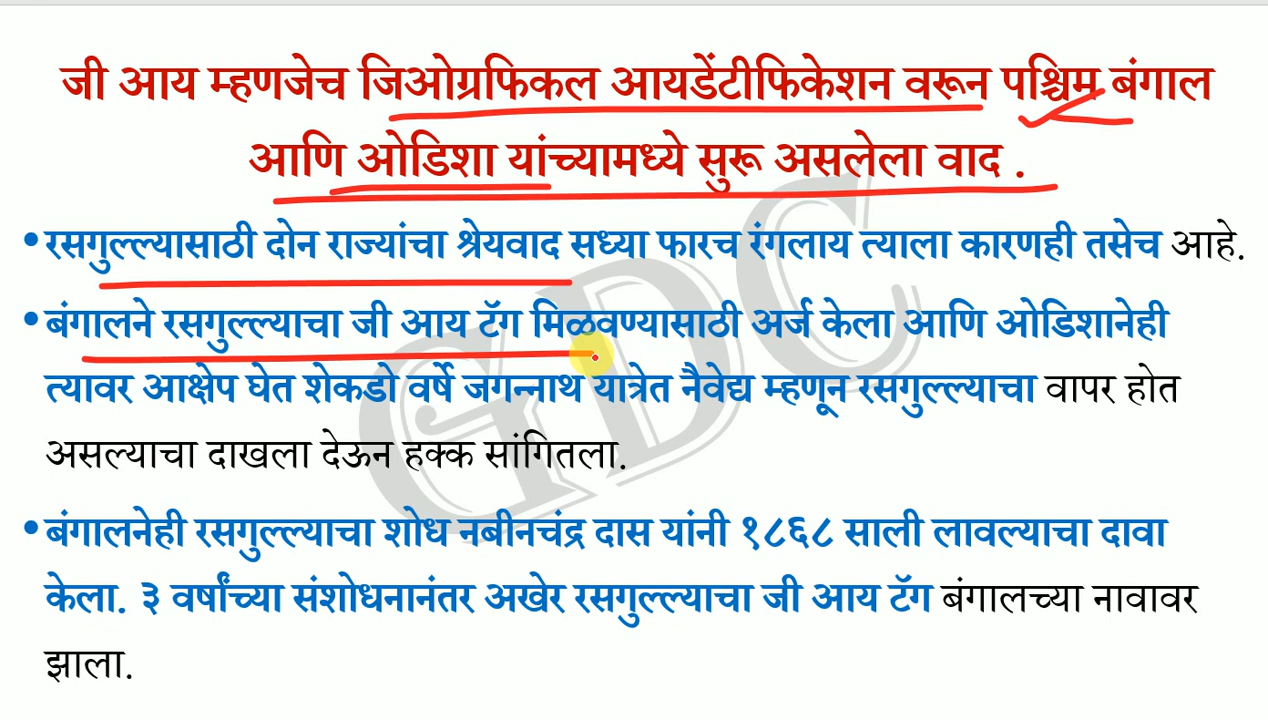 जी आय म्हणजेच जिओग्रफिकल आयडेंटीफिकेशन वरून पश्चिम बंगाल
आणि ओडिशा यांच्यामध्ये सुरू असलेला वाद .
•रसगुल्ल्यासाठी दोन राज्यांचा श्रेयवाद सध्या फारच रंगलाय त्याला कारणही तसेच आहे.
•बंगालने रसगुल्ल्याचा जी आय टॅग मिळवण्यासाठी अर्ज केला आणि ओडिशानेही
त्यावर आक्षेप घेत शेकडो वर्षे जगन्नाथ यात्रेत नैवेद्य म्हणून रसगुल्ल्याचा वापर होत
असल्याचा दाखला देऊन हक्क सांगितला.
•बंगालनेही रसगुल्ल्याचा शोध नबीनचंद्र दास यांनी १८६८ साली लावल्याचा दावा
केला. ३ वर्षांच्या संशोधनानंतर अखेर रसगुल्ल्याचा जी आय टॅग बंगालच्या नावावर
झाला.
GDC